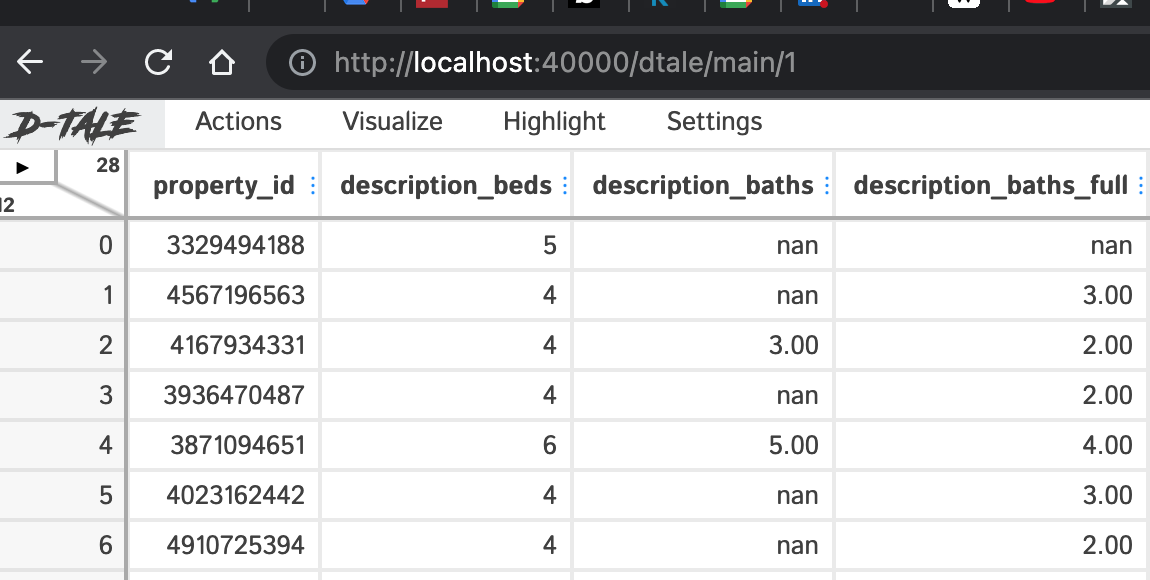 http://localhost:40000/dtale/main/1
D-TALE Actions Visualize Highlight Settings
▶ 28
property_id description_beds description_baths description_baths_full
0 3329494188 5 nan nan
1 4567196563 4 nan 3.00
2 4167934331 4 3.00 2.00
3 3936470487 4 nan 2.00
4 3871094651 6 5.00 4.00
5 4023162442 4 nan 3.00
6 4910725394 4 nan 2.00